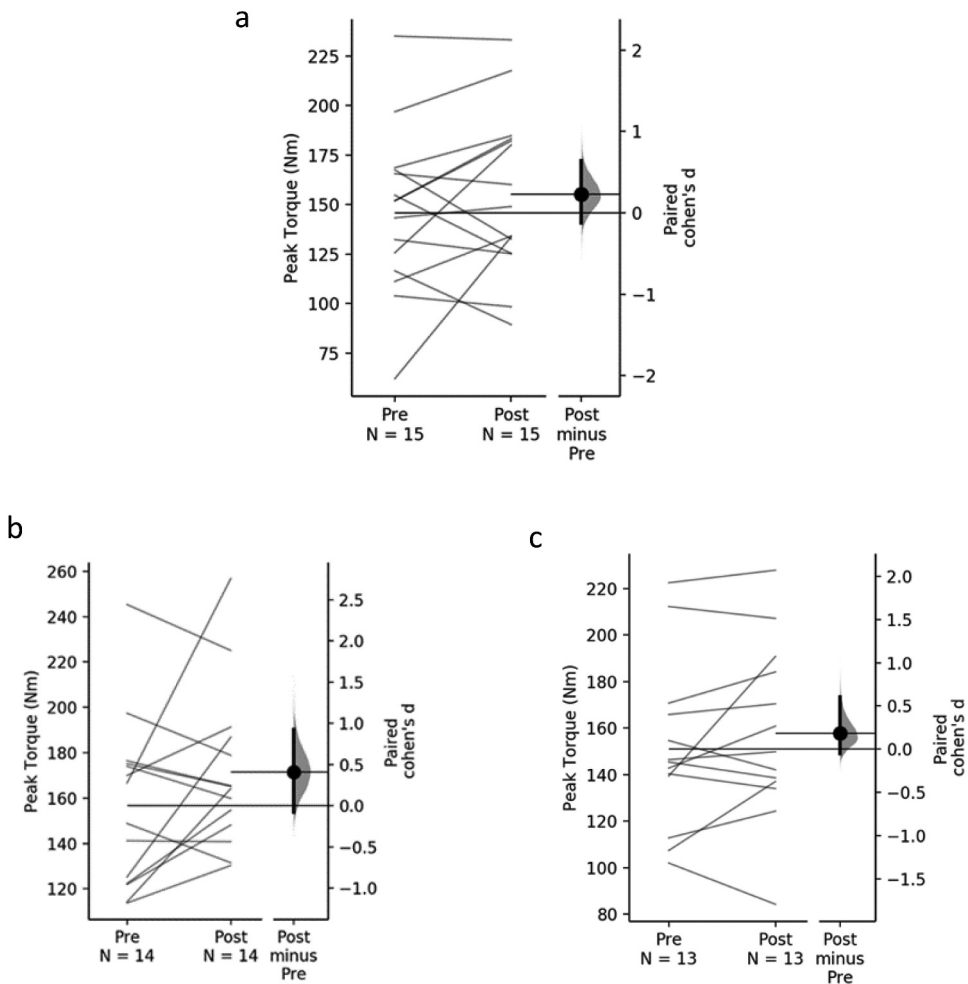 a
225
200
175
150
125
100
75
Peak Torque (Nm)
2
1
0
−1
−2
Paired
cohen's d
Pre
N = 15
Post
N = 15
Post
minus
Pre
b
260
240
220
200
180
160
140
120
Peak Torque (Nm)
2.5
2.0
1.5
1.0
0.5
0.0
−0.5
−1.0
Paired
cohen's d
Pre
N = 14
Post
N = 14
Post
minus
Pre
c
220
200
180
160
140
120
100
80
Peak Torque (Nm)
2.0
1.5
1.0
0.5
0.0
−0.5
−1.0
−1.5
Paired
cohen's d
Pre
N = 13
Post
N = 13
Post
minus
Pre